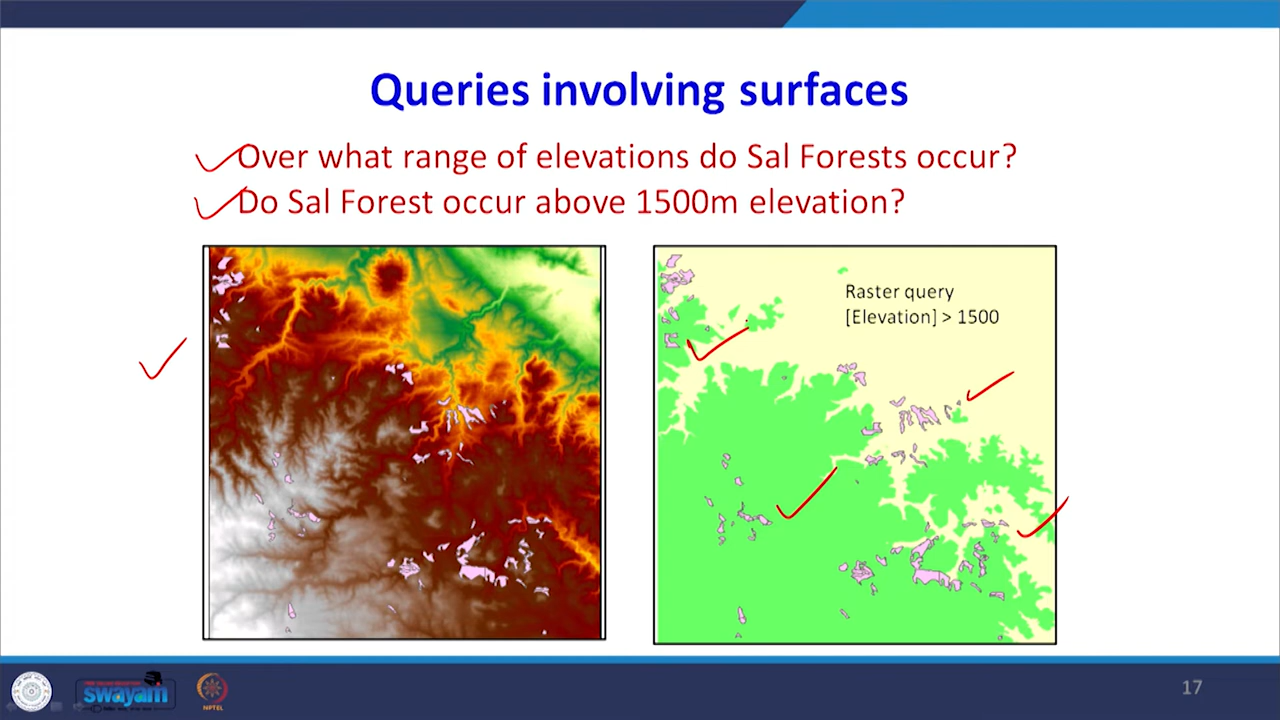 Queries involving surfaces
Over what range of elevations do Sal Forests occur?
Do Sal Forest occur above 1500m elevation?
Raster query
[Elevation] > 1500
swayam
NPTEL
17